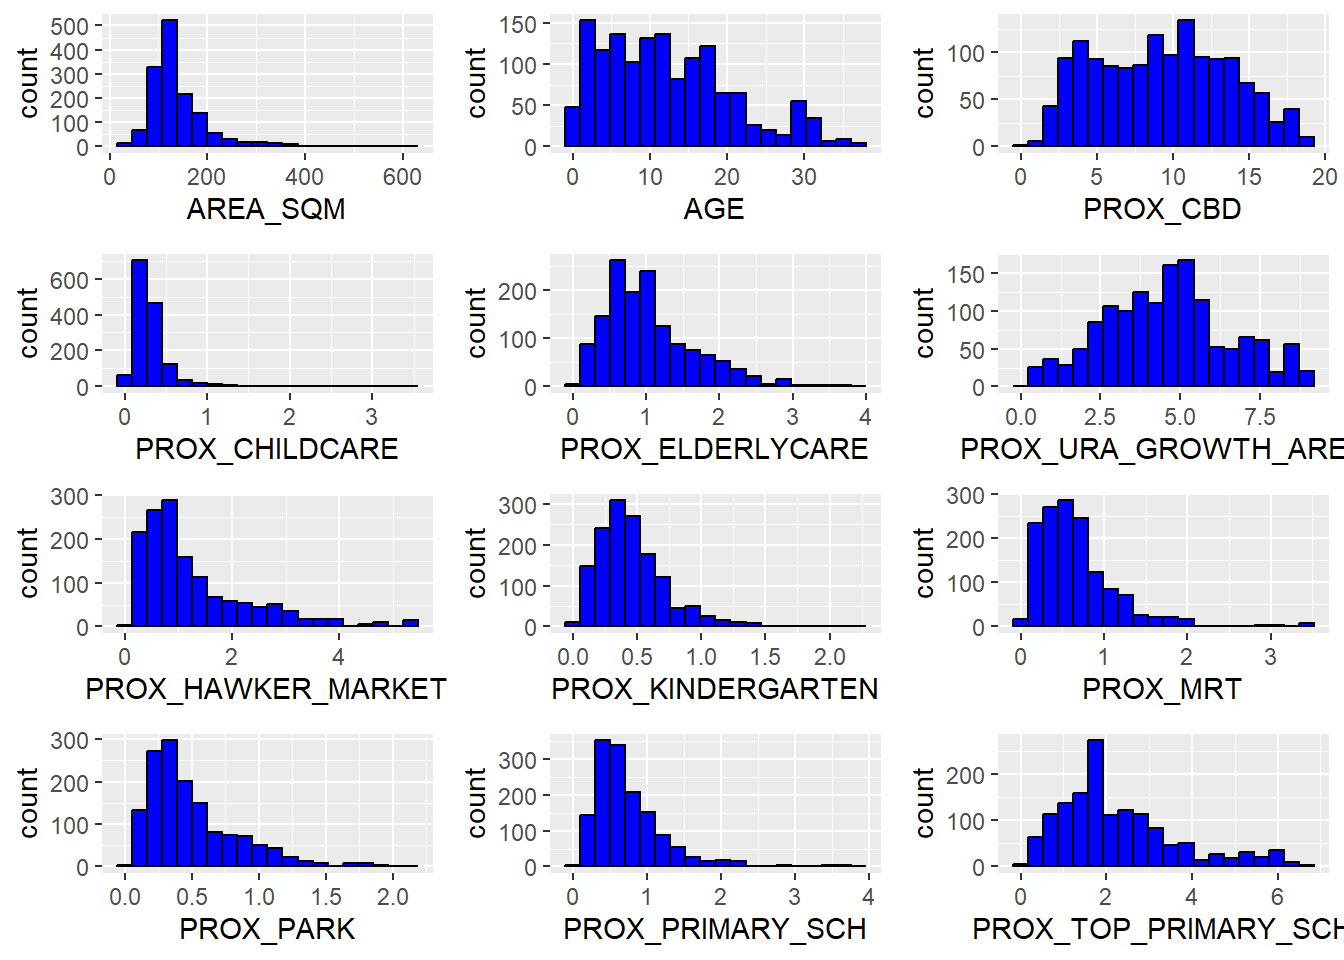 count
500
400
300
200
100
0
0 200 400 600
AREA_SQM
count
150
100
50
0
0 10 20 30
AGE
count
100
50
0
0 5 10 15 20
PROX_CBD
count
600
400
200
0
0 1 2 3
PROX_CHILDCARE
count
200
100
0
0 1 2 3 4
PROX_ELDERLYCARE
count
150
100
50
0
0.0 2.5 5.0 7.5
PROX_URA_GROWTH_ARE
count
300
200
100
0
0 2 4
PROX_HAWKER_MARKET
count
300
200
100
0
0.0 0.5 1.0 1.5 2.0
PROX_KINDERGARTEN
count
300
200
100
0
0 1 2 3
PROX_MRT
count
300
200
100
0
0.0 0.5 1.0 1.5 2.0
PROX_PARK
count
300
200
100
0
0 1 2 3 4
PROX_PRIMARY_SCH
count
200
100
0
0 2 4 6
PROX_TOP_PRIMARY_SCH